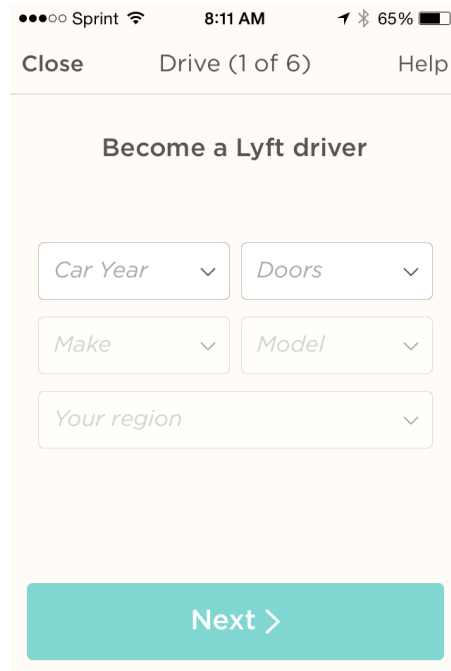 Sprint 8:11 AM 65%
Close Drive (1 of 6) Help
Become a Lyft driver
Car Year Doors
Make Model
Your region
Next